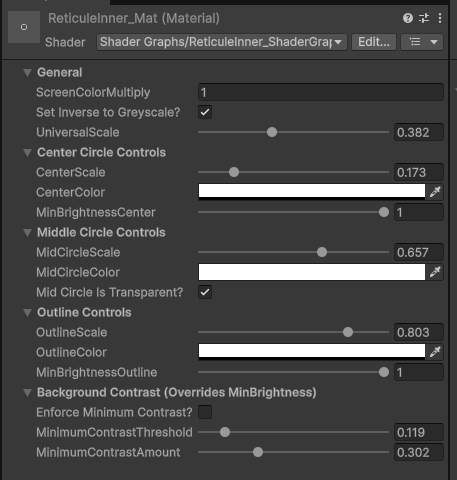 ReticuleInner_Mat (Material)
Shader Shader Graphs/ReticuleInner_ShaderGrap Edit...
General
ScreenColorMultiply 1
Set Inverse to Greyscale?
UniversalScale 0.382
Center Circle Controls
CenterScale 0.173
CenterColor
MinBrightnessCenter 1
Middle Circle Controls
MidCircleScale 0.657
MidCircleColor
Mid Circle Is Transparent?
Outline Controls
OutlineScale 0.803
OutlineColor
MinBrightnessOutline 1
Background Contrast (Overrides MinBrightness)
Enforce Minimum Contrast?
MinimumContrastThreshold 0.119
MinimumContrastAmount 0.302